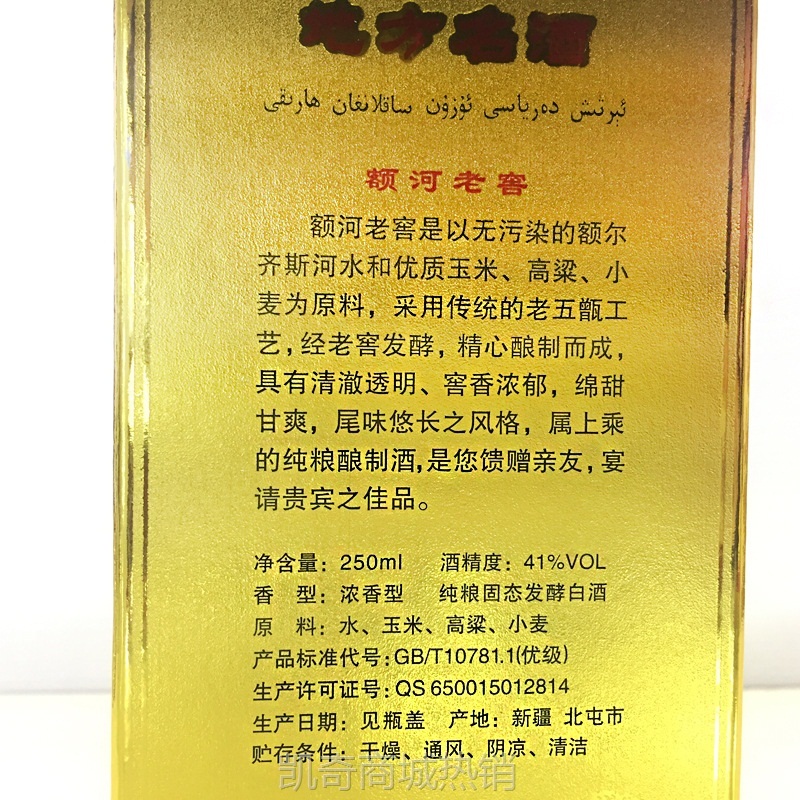 地方名酒
ئېرتىش دەرياسى ئۇزۇن ساقلانغان ھارىقى
额河老窖
额河老窖是以无污染的额尔
齐斯河水和优质玉米、高粱、小
麦为原料，采用传统的老五甑工
艺，经老窖发酵，精心酿制而成，
具有清澈透明、窖香浓郁，绵甜
甘爽，尾味悠长之风格，属上乘
的纯粮酿制酒，是您馈赠亲友，宴
请贵宾之佳品。
净含量：250ml 酒精度：41%VOL
香 型：浓香型 纯粮固态发酵白酒
原 料：水、玉米、高粱、小麦
产品标准代号：GB/T10781.1(优级)
生产许可证号：QS 650015012814
生产日期：见瓶盖 产地：新疆 北屯市
贮存条件：干燥、通风、阴凉、清洁
凯奇商城热销